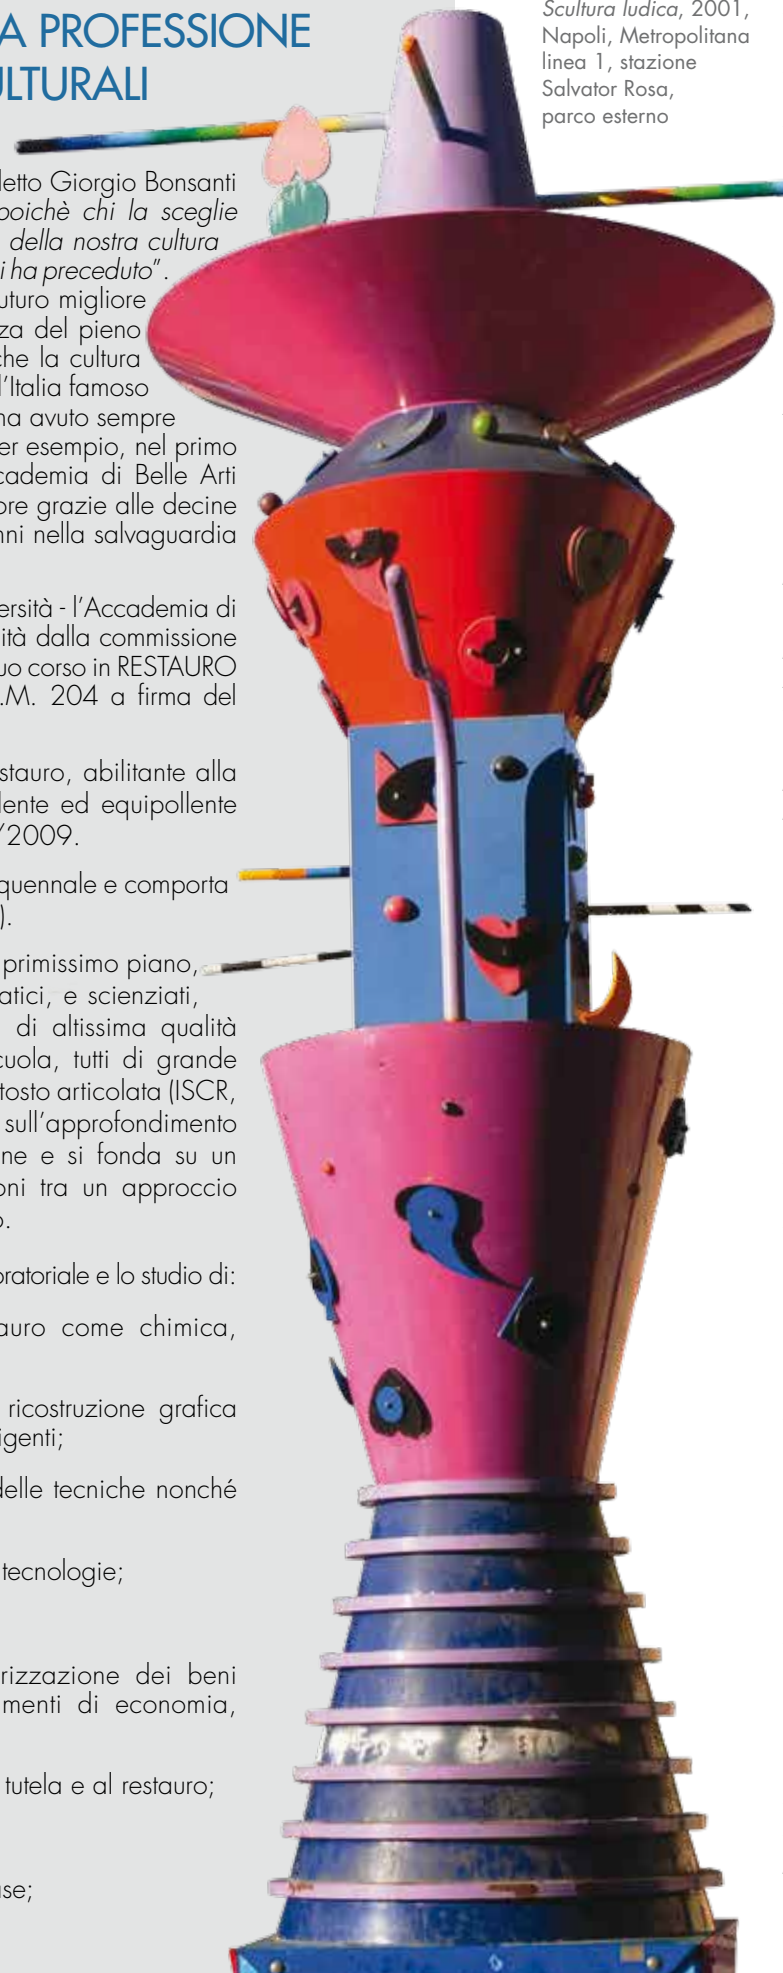 A PROFESSIONE
ULTURALI
Scultura ludica, 2001,
Napoli, Metropolitana
linea 1, stazione
Salvator Rosa,
parco esterno
letto Giorgio Bonsanti
poichè chi la sceglie
della nostra cultura
i ha preceduto".
uturo migliore
za del pieno
che la cultura
l'Italia famoso
ha avuto sempre
er esempio, nel primo
ccademia di Belle Arti
ore grazie alle decine
nni nella salvaguardia
ersità - l'Accademia di
ità dalla commissione
uo corso in RESTAURO
.M. 204 a firma del
estauro, abilitante alla
lente ed equipollente
/2009.
quennale e comporta
).
primissimo piano,
atici, e scienziati,
di altissima qualità
cuola, tutti di grande
ttosto articolata (ISCR,
sull'approfondimento
ne e si fonda su un
oni tra un approccio
o.
oratoriale e lo studio di:
auro come chimica,
ricostruzione grafica
igenti;
delle tecniche nonché
tecnologie;
rizzazione dei beni
menti di economia,
tutela e al restauro;
ase;